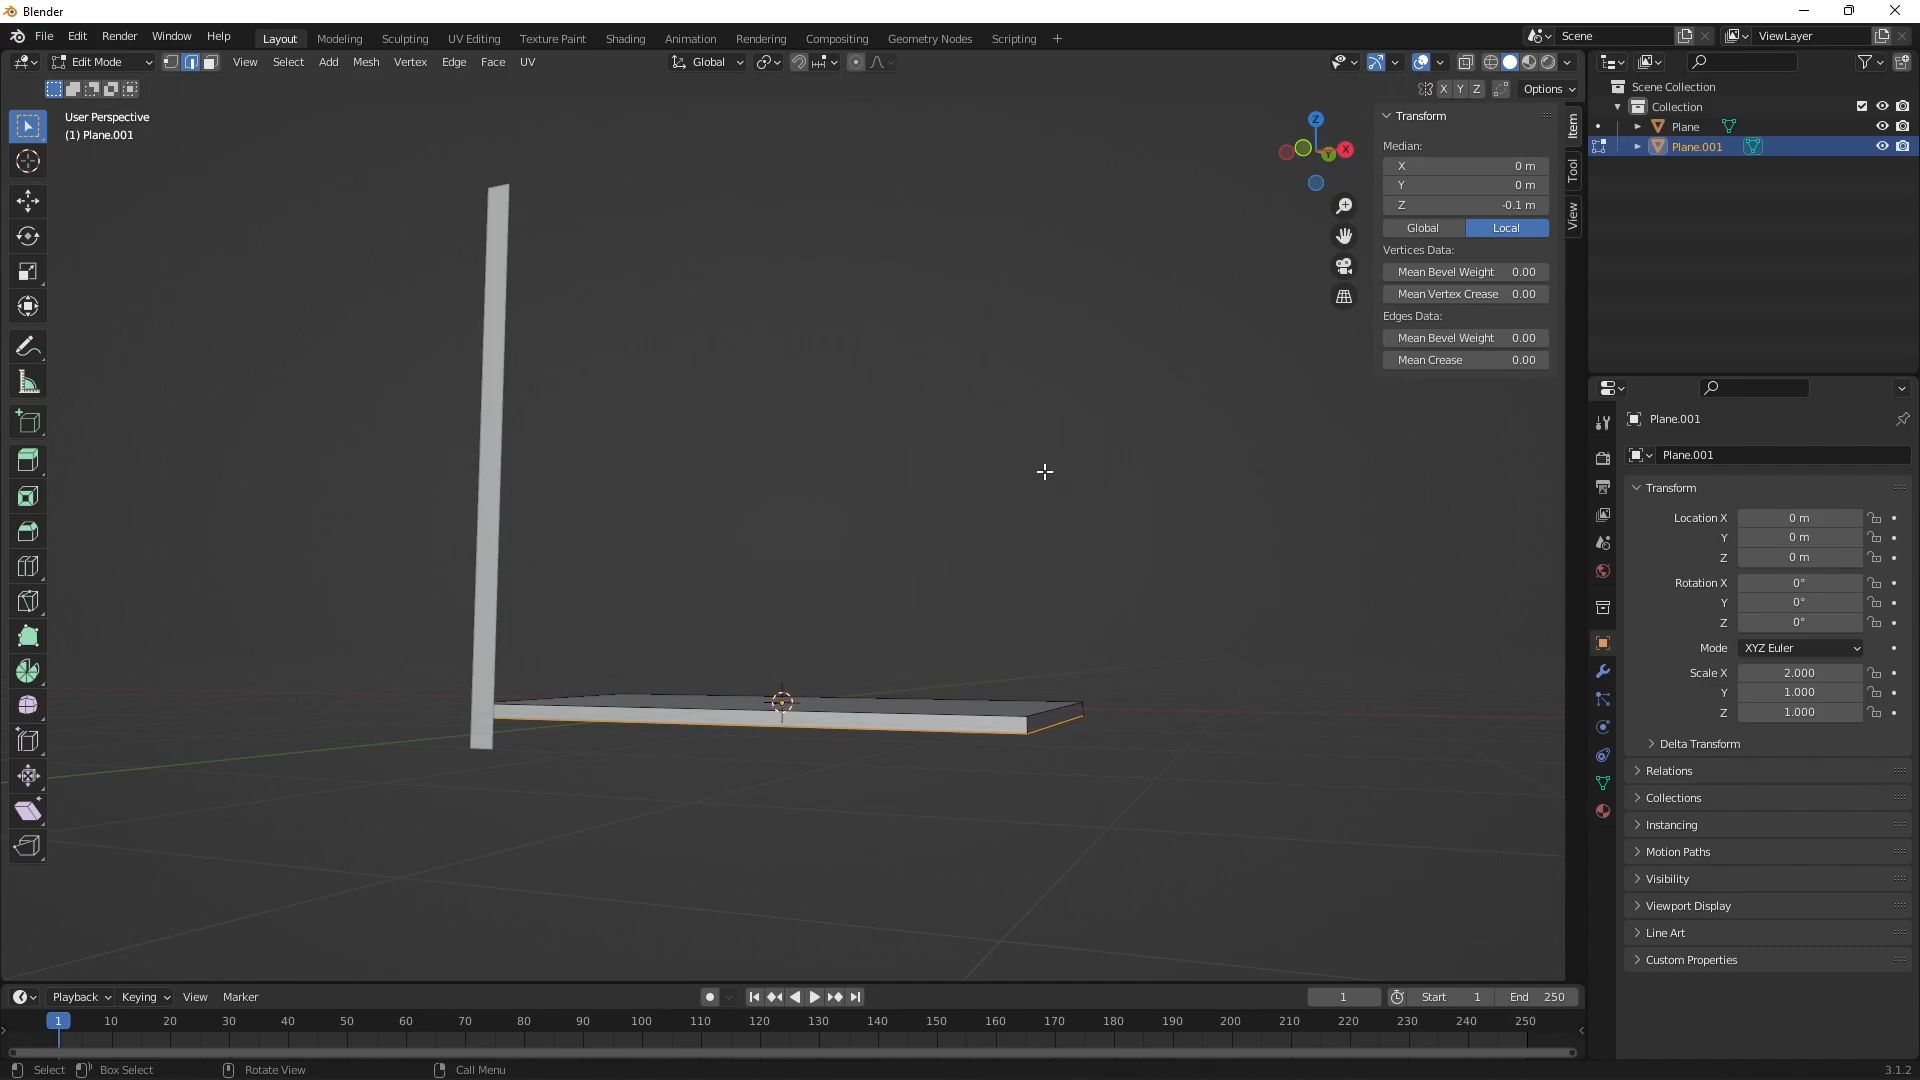 Blender
File Edit Render Window Help Layout Modeling Sculpting UV Editing Texture Paint Shading Animation Rendering Compositing Geometry Nodes Scripting + Scene ViewLayer
Edit Mode View Select Add Mesh Vertex Edge Face UV Global
X Y Z Options
User Perspective
(1) Plane.001
Z
X
Y
Transform
Median:
X 0 m
Y 0 m
Z -0.1 m
Global Local
Vertices Data:
Mean Bevel Weight 0.00
Mean Vertex Crease 0.00
Edges Data:
Mean Bevel Weight 0.00
Mean Crease 0.00
Item
Tool
View
Scene Collection
Collection
Plane
Plane.001
Plane.001
Plane.001
Transform
Location X 0 m
Y 0 m
Z 0 m
Rotation X 0°
Y 0°
Z 0°
Mode XYZ Euler
Scale X 2.000
Y 1.000
Z 1.000
Delta Transform
Relations
Collections
Instancing
Motion Paths
Visibility
Viewport Display
Line Art
Custom Properties
Playback Keying View Marker 1 Start 1 End 250
1 10 20 30 40 50 60 70 80 90 100 110 120 130 140 150 160 170 180 190 200 210 220 230 240 250
Select Box Select Rotate View Call Menu 3.1.2